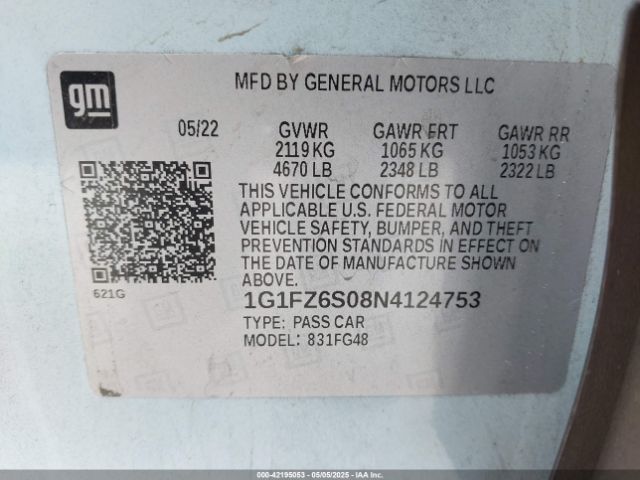 gm
MFD BY GENERAL MOTORS LLC
05/22 GVWR GAWR FRT GAWR RR
2119 KG 1065 KG 1053 KG
4670 LB 2348 LB 2322 LB
THIS VEHICLE CONFORMS TO ALL
APPLICABLE U.S. FEDERAL MOTOR
VEHICLE SAFETY, BUMPER, AND THEFT
PREVENTION STANDARDS IN EFFECT ON
THE DATE OF MANUFACTURE SHOWN
ABOVE.
621G
1G1FZ6S08N4124753
TYPE: PASS CAR
MODEL: 831FG48
000-42195053 - 05/05/2025 - IAAI.COM